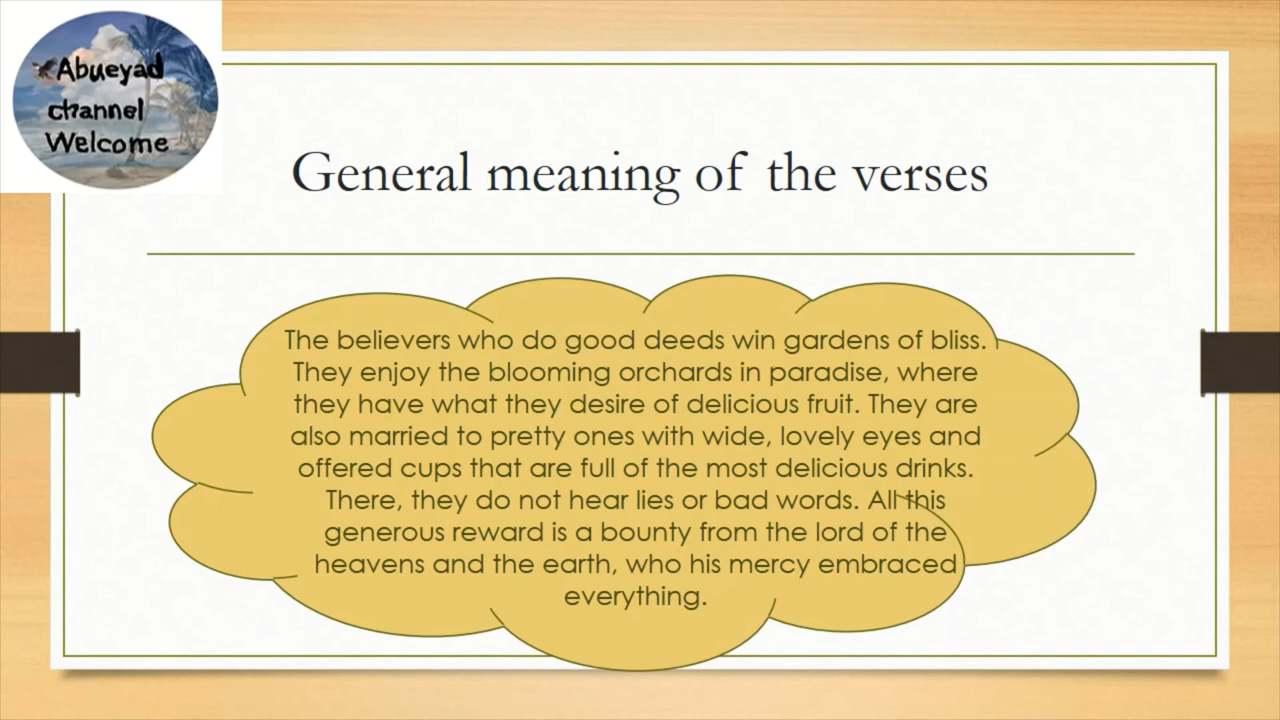 Abueyad
channel
Welcome
General meaning of the verses
The believers who do good deeds win gardens of bliss.
They enjoy the blooming orchards in paradise, where
they have what they desire of delicious fruit. They are
also married to pretty ones with wide, lovely eyes and
offered cups that are full of the most delicious drinks.
There, they do not hear lies or bad words. All this
generous reward is a bounty from the lord of the
heavens and the earth, who his mercy embraced
everything.